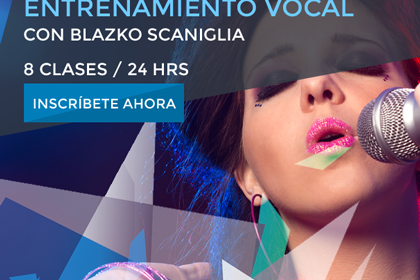 ENTRENAMIENTO VOCAL
CON BLAZKO SCANIGLIA
8 CLASES / 24 HRS
INSCRÍBETE AHORA